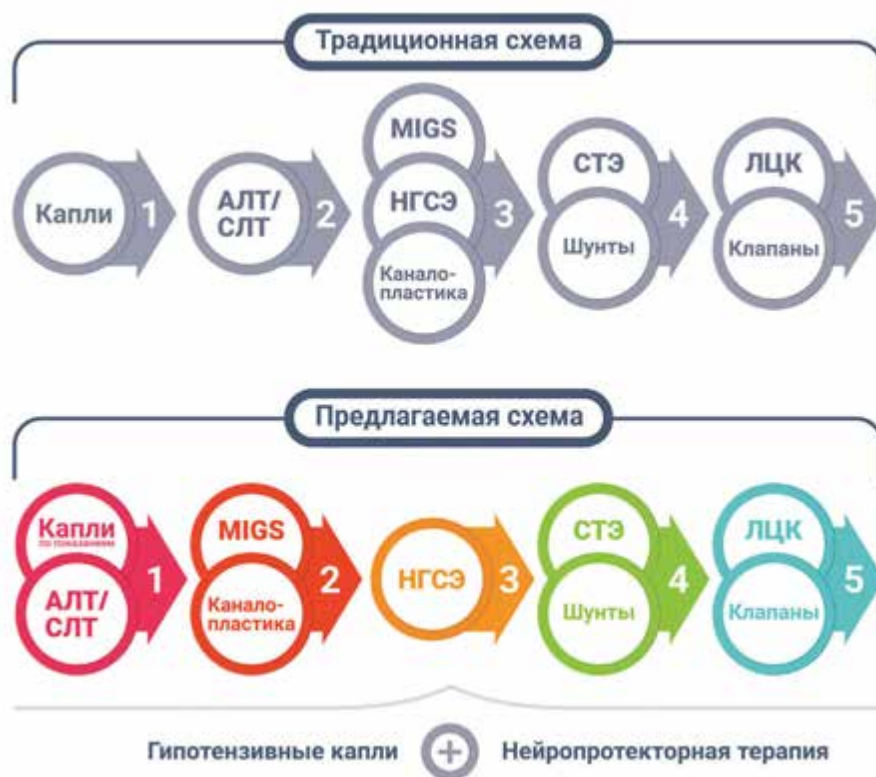 Традиционная схема
Капли
1
АЛТ/
СЛТ
2
MIGS
НГСЭ
Канало-
пластика
3
СТЭ
Шунты
4
ЛЦК
Клапаны
5
Предлагаемая схема
Капли
по показаниям
АЛТ/
СЛТ
1
MIGS
Канало-
пластика
2
НГСЭ
3
СТЭ
Шунты
4
ЛЦК
Клапаны
5
Гипотензивные капли + Нейропротекторная терапия